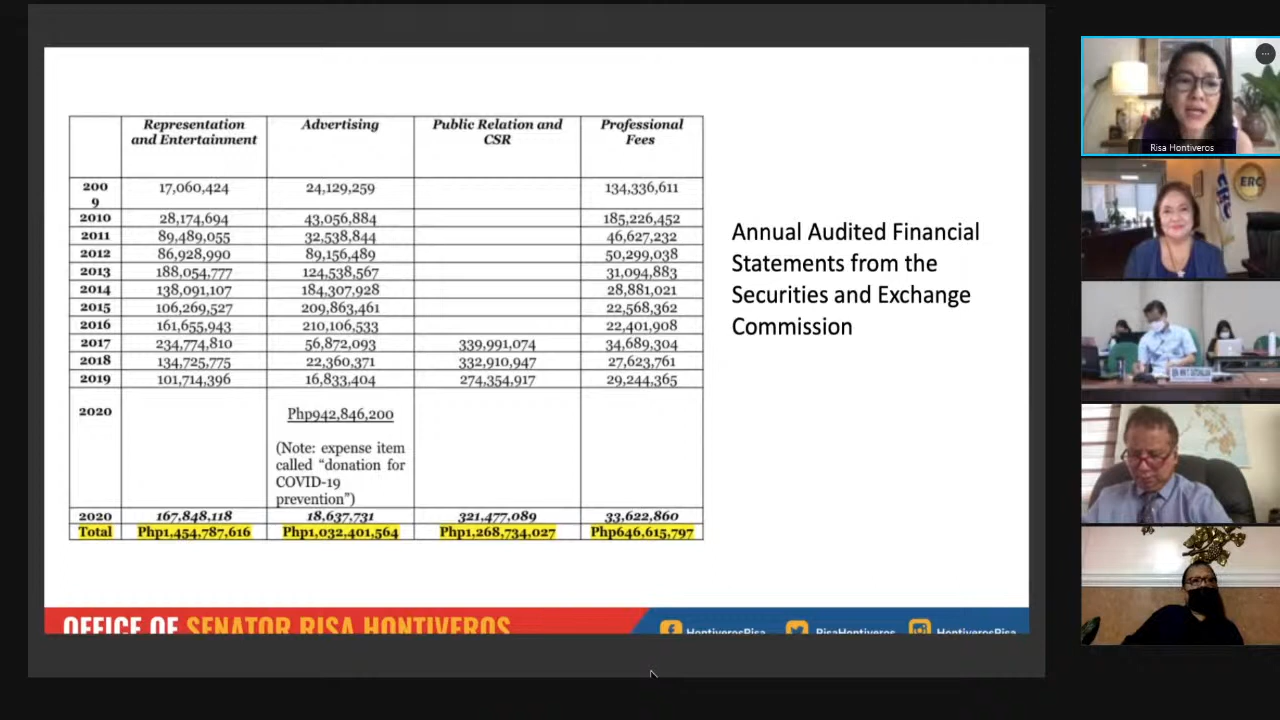 Representation and Entertainment | Advertising | Public Relation and CSR | Professional Fees
2009 | 17,060,424 | 24,129,259 | | 134,336,611
2010 | 28,174,694 | 43,056,884 | | 185,226,452
2011 | 89,489,055 | 32,538,844 | | 46,627,232
2012 | 86,928,990 | 89,156,489 | | 50,299,038
2013 | 188,054,777 | 124,538,567 | | 31,094,883
2014 | 138,091,107 | 184,307,928 | | 28,881,021
2015 | 106,269,527 | 209,863,461 | | 22,568,362
2016 | 161,655,943 | 210,106,533 | | 22,401,908
2017 | 234,774,810 | 56,872,093 | 339,991,074 | 34,689,304
2018 | 134,725,775 | 22,360,371 | 332,910,947 | 27,623,761
2019 | 101,714,396 | 16,833,404 | 274,354,917 | 29,244,365
2020 | | Php942,846,200
(Note: expense item
called “donation for
COVID-19
prevention”)
2020 | 167,848,118 | 18,637,731 | 321,477,089 | 33,622,860
Total | Php1,454,787,616 | Php1,032,401,564 | Php1,268,734,027 | Php646,615,797
Annual Audited Financial
Statements from the
Securities and Exchange
Commission
OFFICE OF SENATOR RISA HONTIVEROS
HontiverosRisa
RisaHontiveros
HontiverosRisa
Risa Hontiveros
ERC